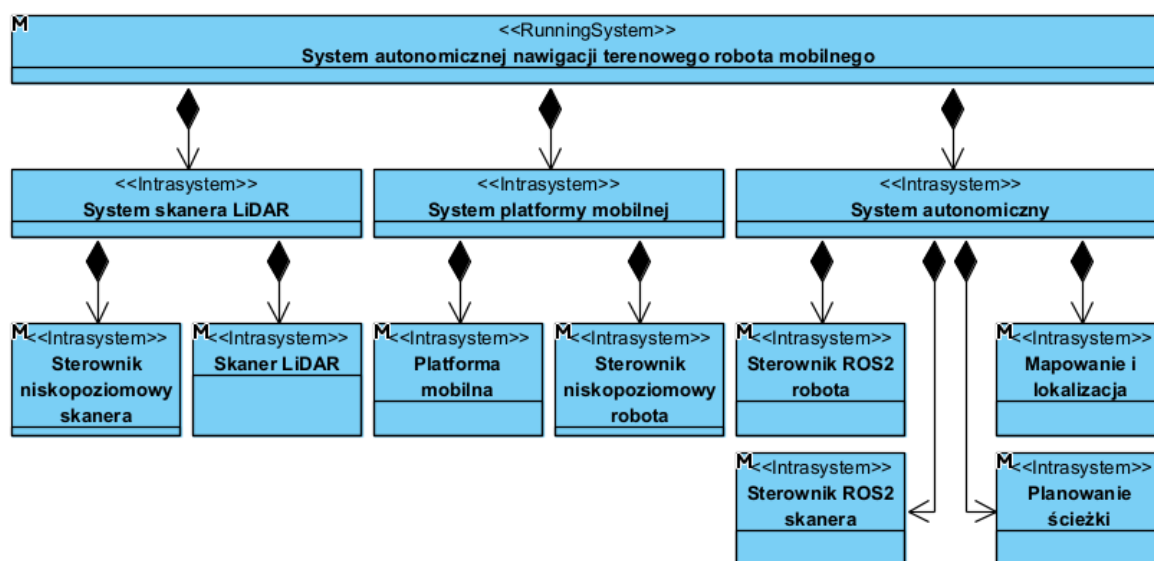 M
<<RunningSystem>>
System autonomicznej nawigacji terenowego robota mobilnego
<<Intrasystem>>
System skanera LiDAR
<<Intrasystem>>
System platformy mobilnej
<<Intrasystem>>
System autonomiczny
M
<<Intrasystem>>
Sterownik
niskopoziomowy
skanera
M
<<Intrasystem>>
Skaner LiDAR
M
<<Intrasystem>>
Platforma
mobilna
M
<<Intrasystem>>
Sterownik
niskopoziomowy
robota
M
<<Intrasystem>>
Sterownik ROS2
robota
M
<<Intrasystem>>
Mapowanie i
lokalizacja
M
<<Intrasystem>>
Sterownik ROS2
skanera
M
<<Intrasystem>>
Planowanie
ścieżki